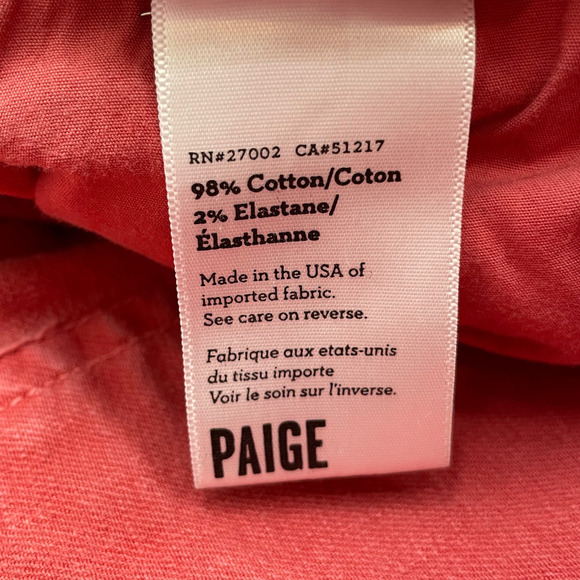 RN#27002 CA#51217
98% Cotton/Coton
2% Elastane/
Élasthanne
Made in the USA of
imported fabric.
See care on reverse.
Fabrique aux etats-unis
du tissu importe
Voir le soin sur l'inverse.
PAIGE